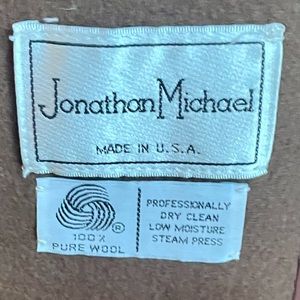 Jonathan Michael
MADE IN U.S.A.
®
100%
PURE WOOL
PROFESSIONALLY
DRY CLEAN
LOW MOISTURE
STEAM PRESS